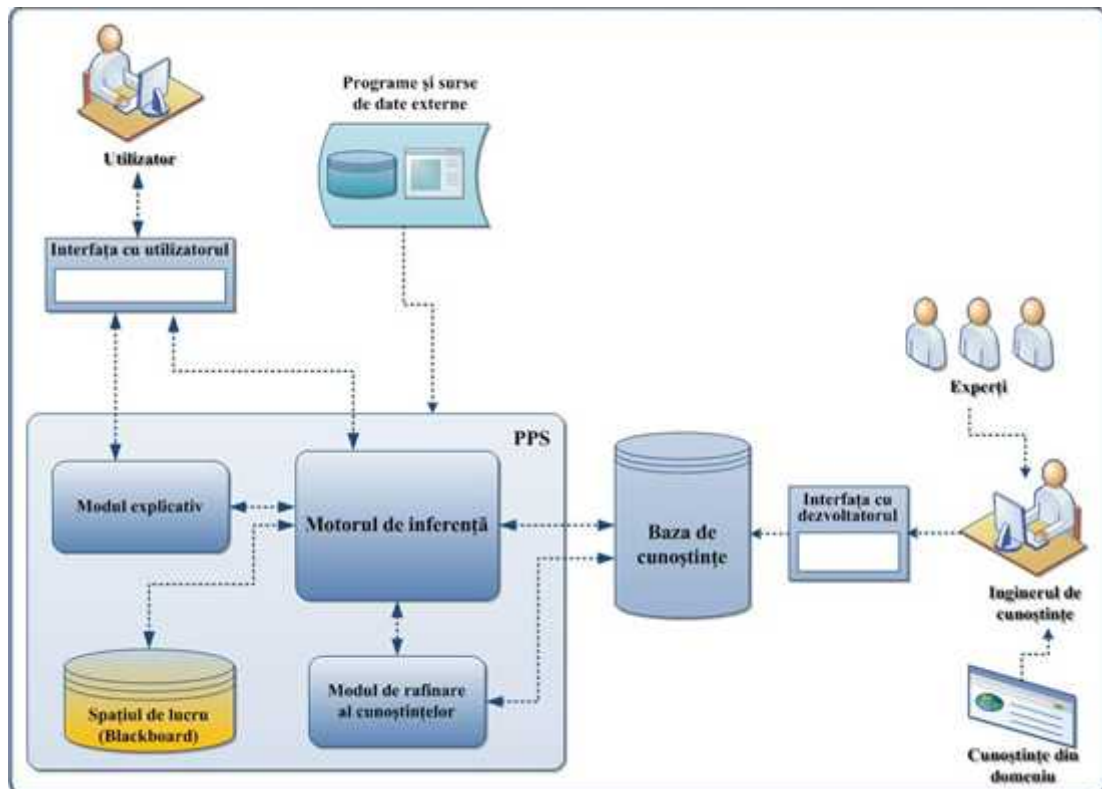 Programe și surse
de date externe
Utilizator
Interfața cu utilizatorul
Experți
PPS
Modul explicativ
Motorul de inferență
Baza de
cunoștințe
Interfața cu
dezvoltatorul
Inginerul de
cunoștințe
Spațiul de lucru
(Blackboard)
Modul de rafinare
al cunoștințelor
Cunoștințe din
domeniu